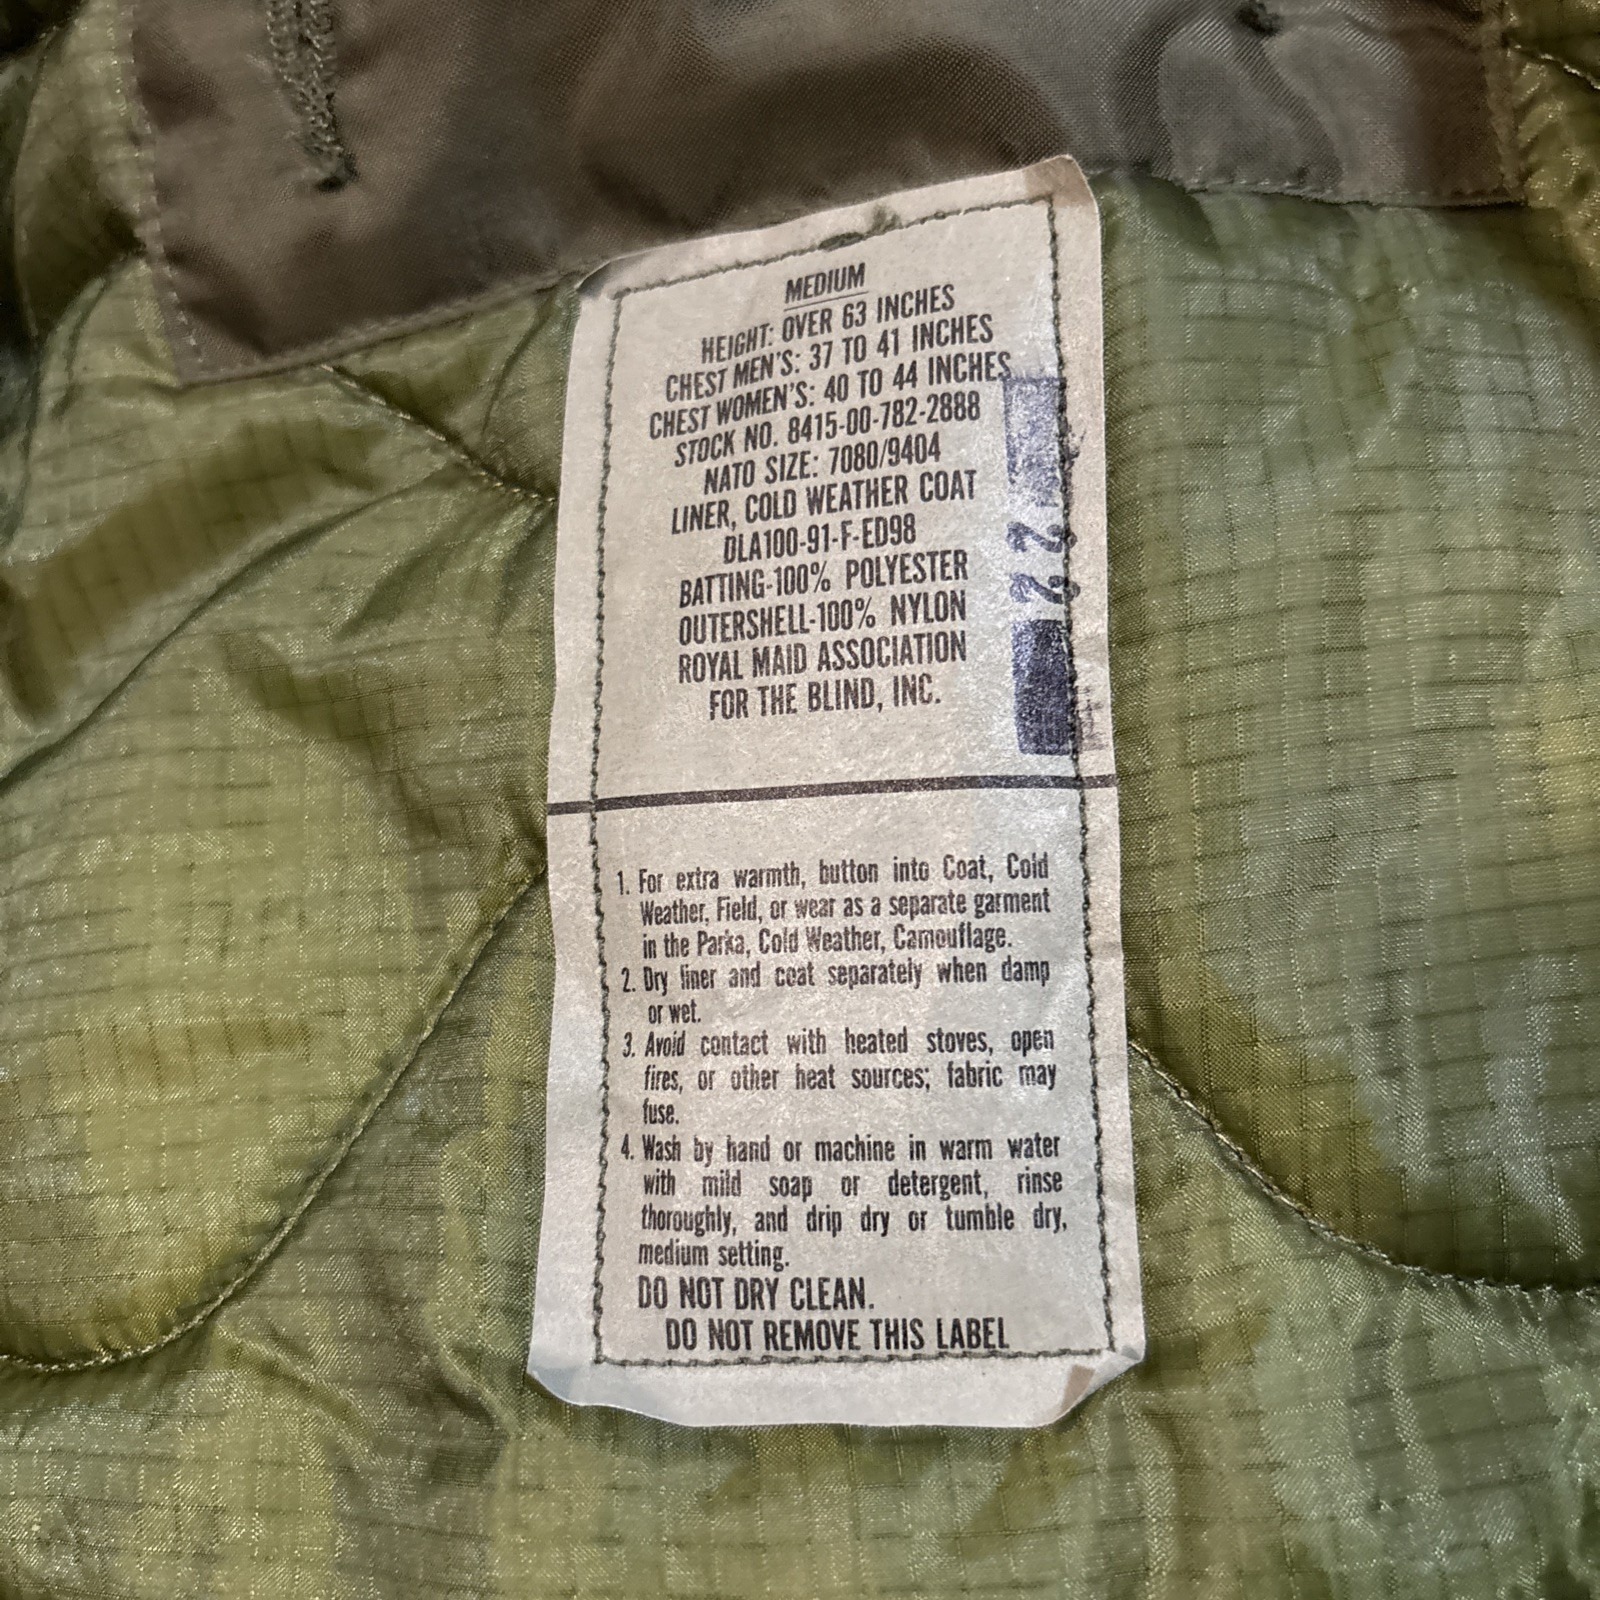 MEDIUM
HEIGHT: OVER 63 INCHES
CHEST MEN'S: 37 TO 41 INCHES
CHEST WOMEN'S: 40 TO 44 INCHES
STOCK NO. 8415-00-782-2888
NATO SIZE: 7080/9404
LINER, COLD WEATHER COAT
DLA100-91-F-ED98
BATTING-100% POLYESTER
OUTERSHELL-100% NYLON
ROYAL MAID ASSOCIATION
FOR THE BLIND, INC.
22
1. For extra warmth, button into Coat, Cold
Weather, Field, or wear as a separate garment
in the Parka, Cold Weather, Camouflage.
2. Dry liner and coat separately when damp
or wet.
3. Avoid contact with heated stoves, open
fires, or other heat sources; fabric may
fuse.
4. Wash by hand or machine in warm water
with mild soap or detergent, rinse
thoroughly, and drip dry or tumble dry,
medium setting.
DO NOT DRY CLEAN.
DO NOT REMOVE THIS LABEL